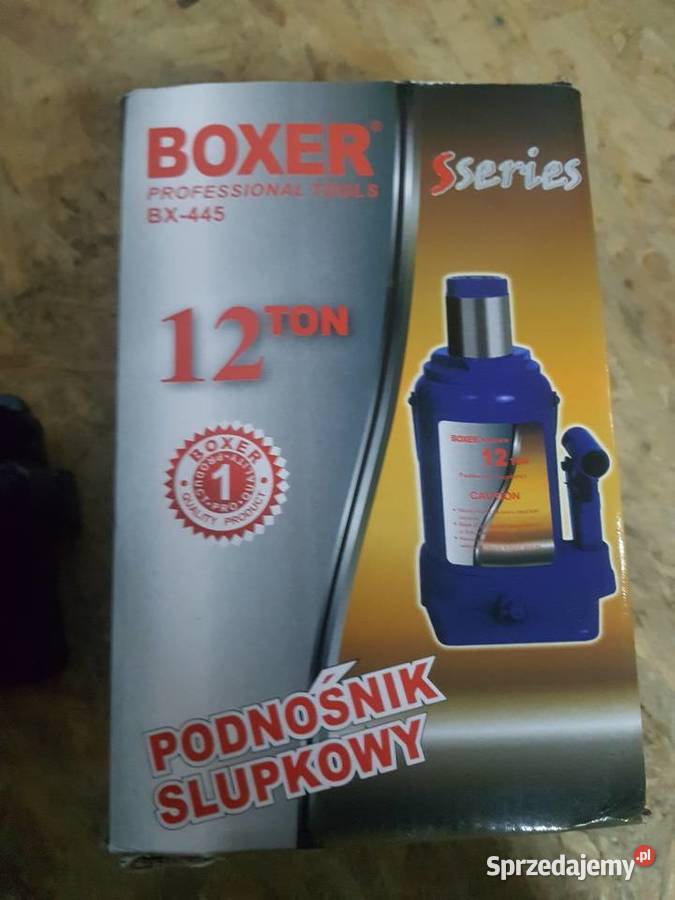 BOXER®
PROFESSIONAL TOOLS
BX-445
Sseries
12 TON
BOXER
QUALITY PRODUCT
1
PRO
BOXER
12
CAUTION
PODNOŚNIK
SLUPKOWY
Sprzedajemy.pl